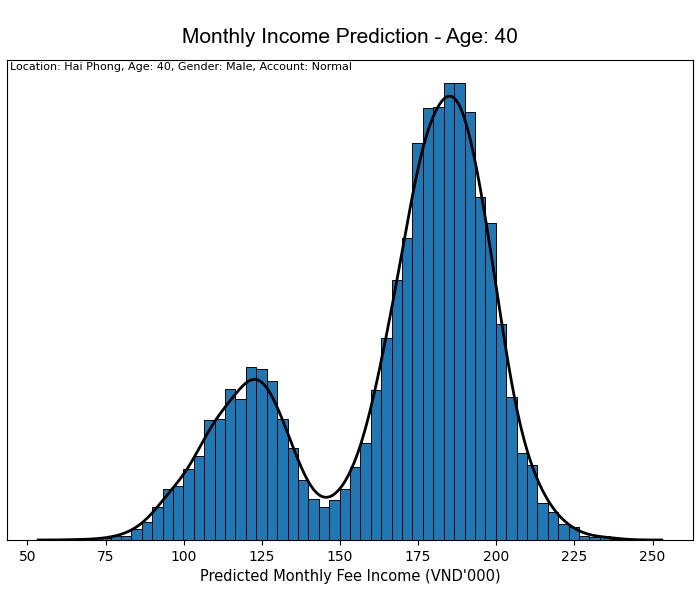 Monthly Income Prediction - Age: 40
Location: Hai Phong, Age: 40, Gender: Male, Account: Normal
50 75 100 125 150 175 200 225 250
Predicted Monthly Fee Income (VND'000)